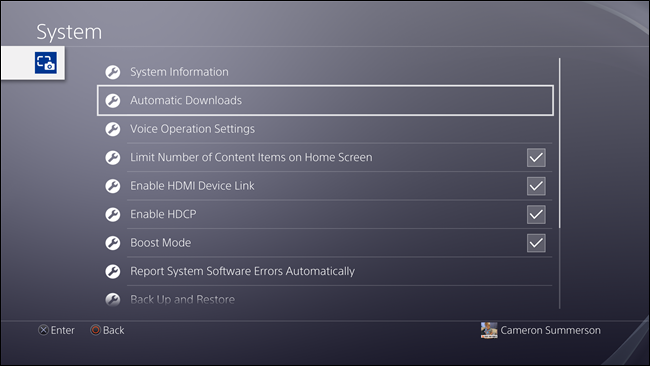 System
System Information
Automatic Downloads
Voice Operation Settings
Limit Number of Content Items on Home Screen
Enable HDMI Device Link
Enable HDCP
Boost Mode
Report System Software Errors Automatically
Back Up and Restore
Enter Back Cameron Summerson